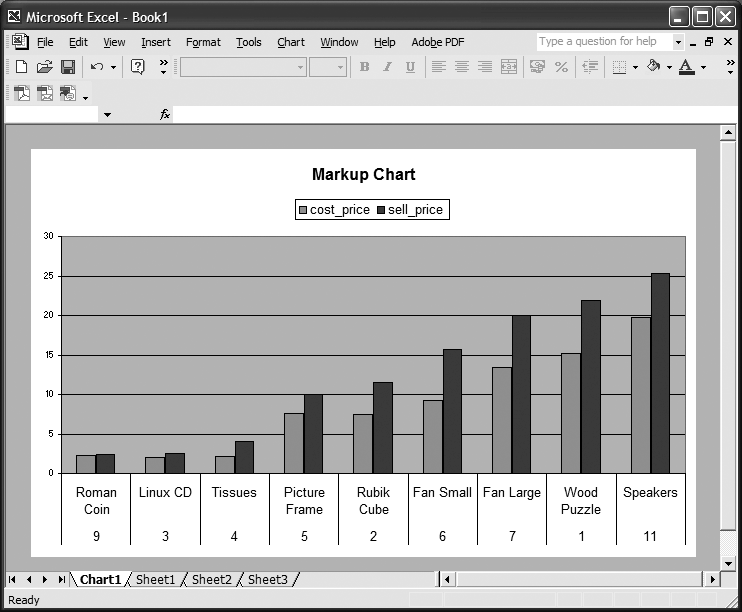 Microsoft Excel - Book1
File Edit View Insert Format Tools Chart Window Help Adobe PDF Type a question for help
B I U %
fx
Markup Chart
cost_price sell_price
30
25
20
15
10
5
0
Roman Coin Linux CD Tissues Picture Frame Rubik Cube Fan Small Fan Large Wood Puzzle Speakers
9 3 4 5 2 6 7 1 11
Chart1 Sheet1 Sheet2 Sheet3
Ready